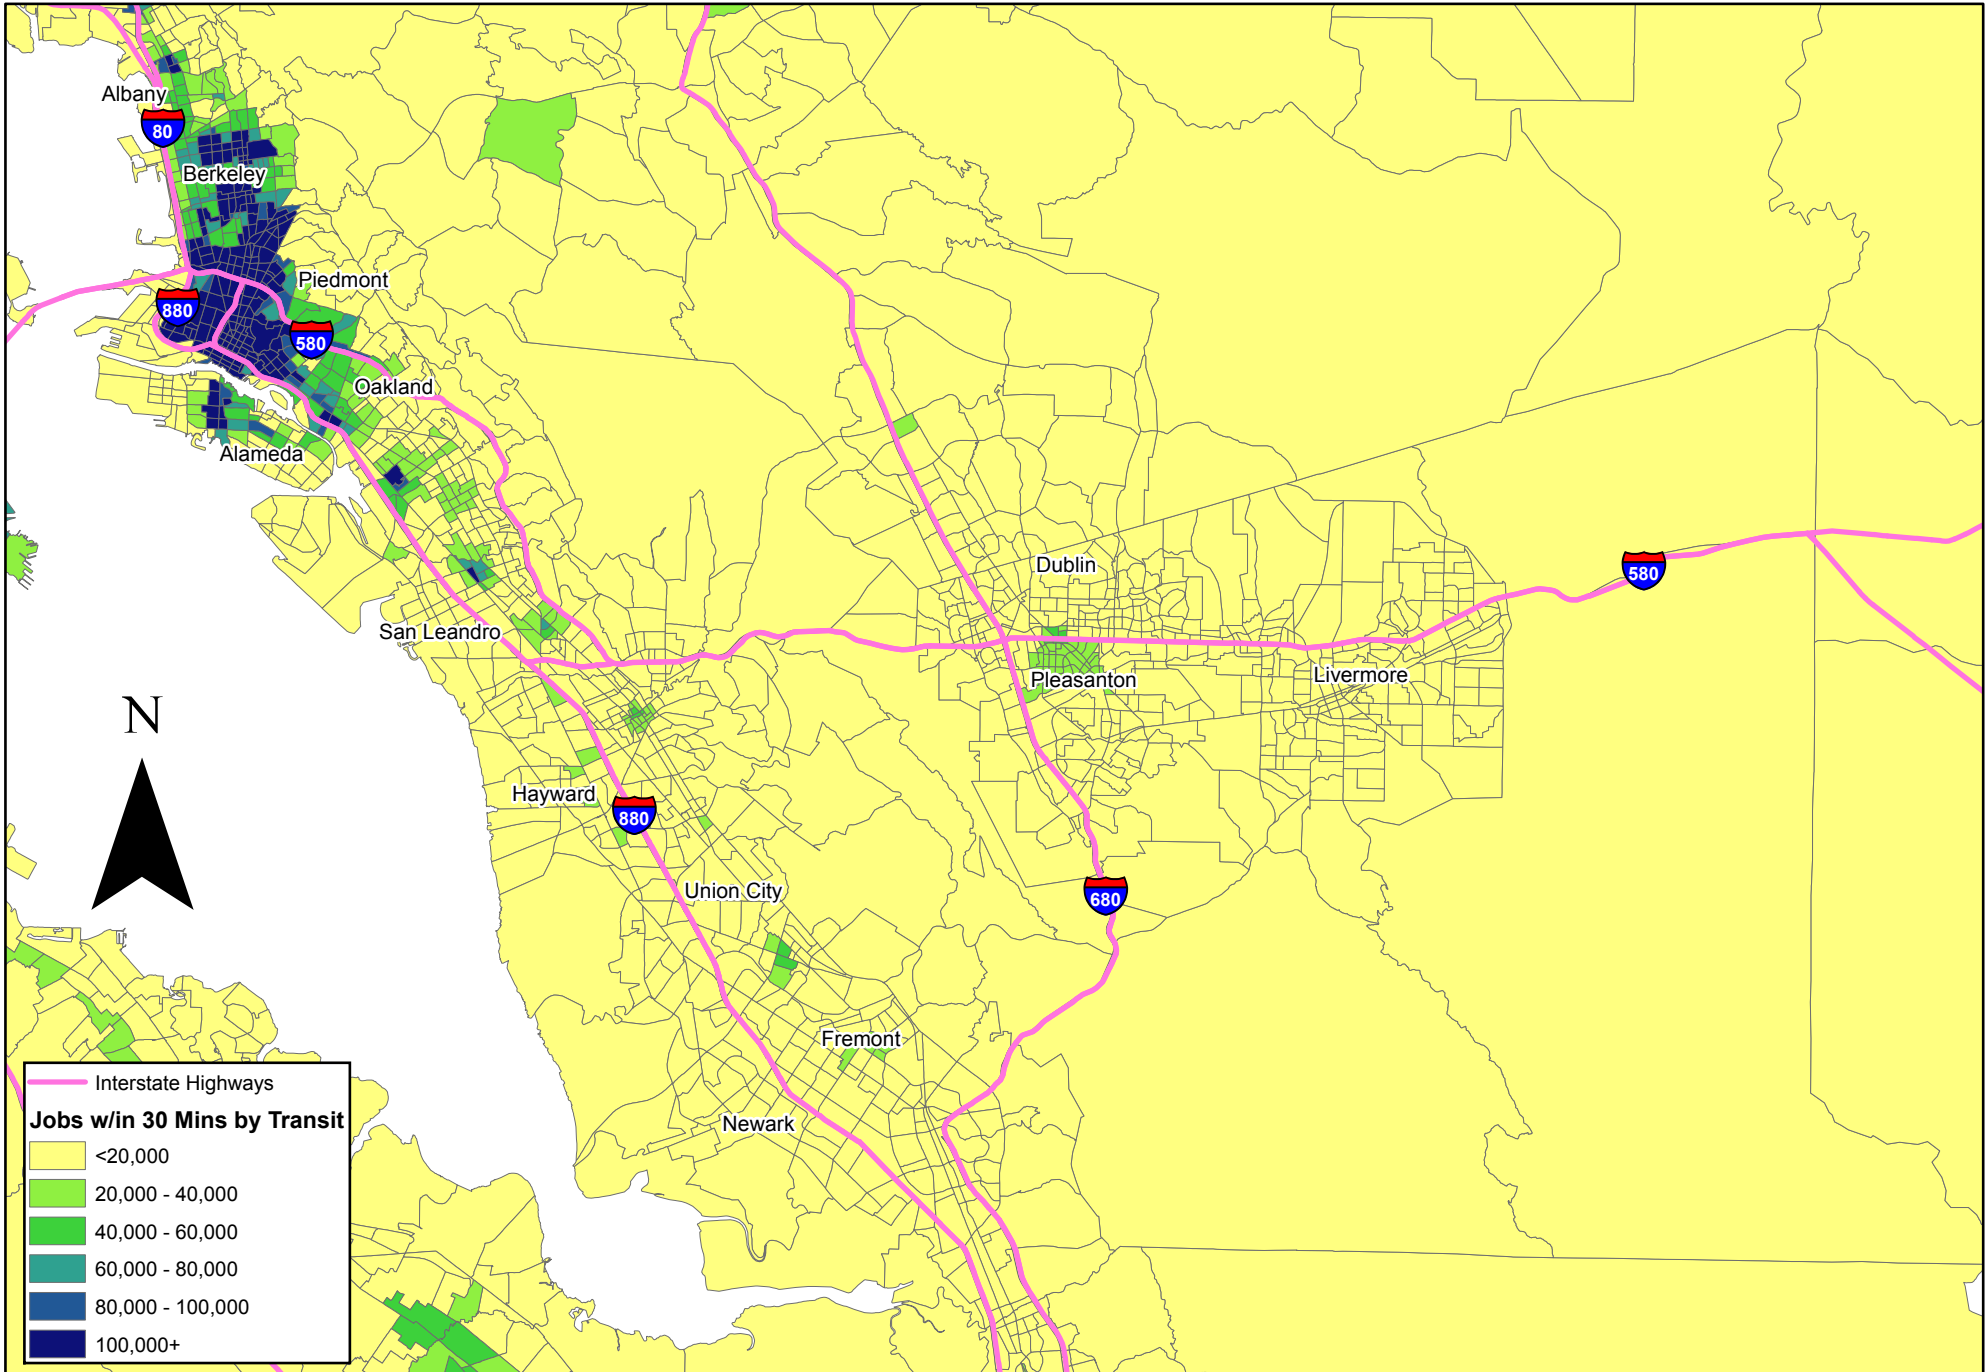 Albany
80
Berkeley
Piedmont
880
580
Oakland
Alameda
Dublin
580
San Leandro
Pleasanton
Livermore
N
Hayward
880
Union City
680
Fremont
Newark
Interstate Highways
Jobs w/in 30 Mins by Transit
<20,000
20,000 - 40,000
40,000 - 60,000
60,000 - 80,000
80,000 - 100,000
100,000+